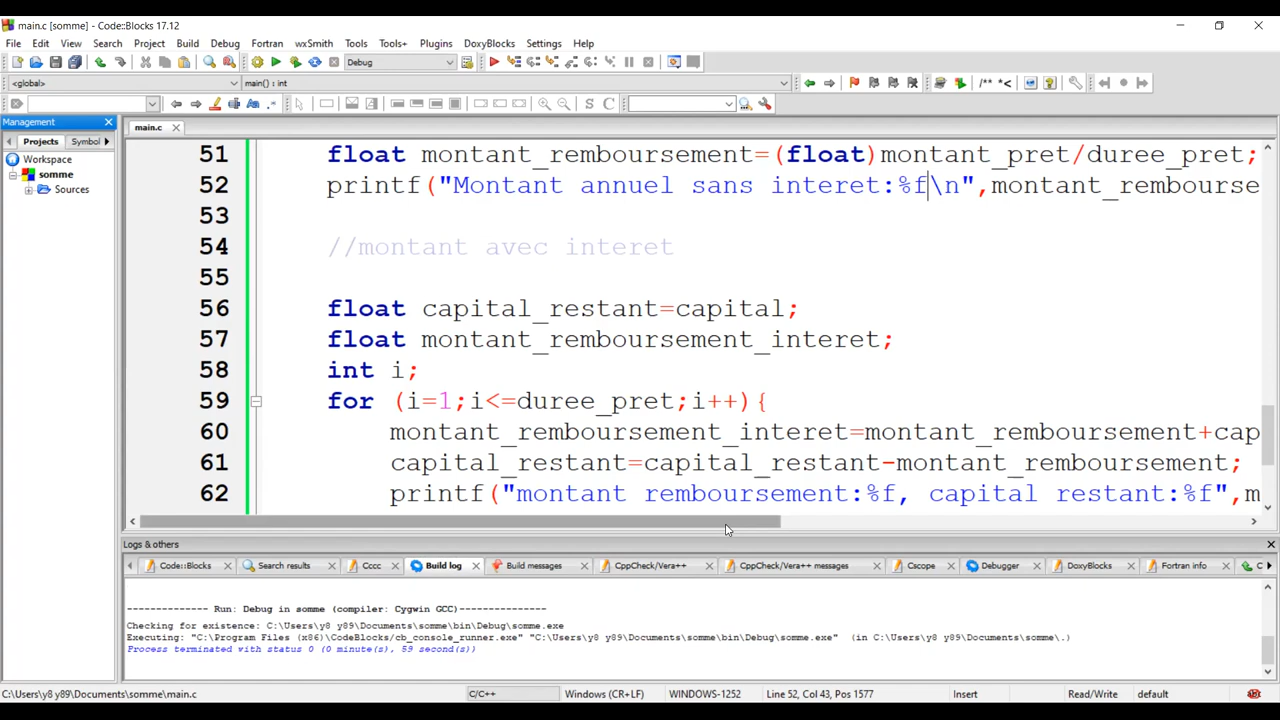 main.c [somme] - Code::Blocks 17.12
File Edit View Search Project Build Debug Fortran wxSmith Tools Tools+ Plugins DoxyBlocks Settings Help
Debug
<global> main() : int /** *<
S C
Management
main.c
Projects Symbol
Workspace
somme
Sources
51 float montant_remboursement=(float)montant_pret/duree_pret;
52 printf("Montant annuel sans interet:%f\n",montant_rembourse
53
54 //montant avec interet
55
56 float capital_restant=capital;
57 float montant_remboursement_interet;
58 int i;
59 for (i=1;i<=duree_pret;i++){
60 montant_remboursement_interet=montant_remboursement+cap
61 capital_restant=capital_restant-montant_remboursement;
62 printf("montant remboursement:%f, capital restant:%f",m
Logs & others
Code::Blocks Search results Cccc Build log Build messages CppCheck/Vera++ CppCheck/Vera++ messages Cscope Debugger DoxyBlocks Fortran info C
-------------- Run: Debug in somme (compiler: Cygwin GCC)---------------
Checking for existence: C:\Users\y8 y89\Documents\somme\bin\Debug\somme.exe
Executing: "C:\Program Files (x86)\CodeBlocks/cb_console_runner.exe" "C:\Users\y8 y89\Documents\somme\bin\Debug\somme.exe" (in C:\Users\y8 y89\Documents\somme\.)
Process terminated with status 0 (0 minute(s), 59 second(s))
C:\Users\y8 y89\Documents\somme\main.c C/C++ Windows (CR+LF) WINDOWS-1252 Line 52, Col 43, Pos 1577 Insert Read/Write default